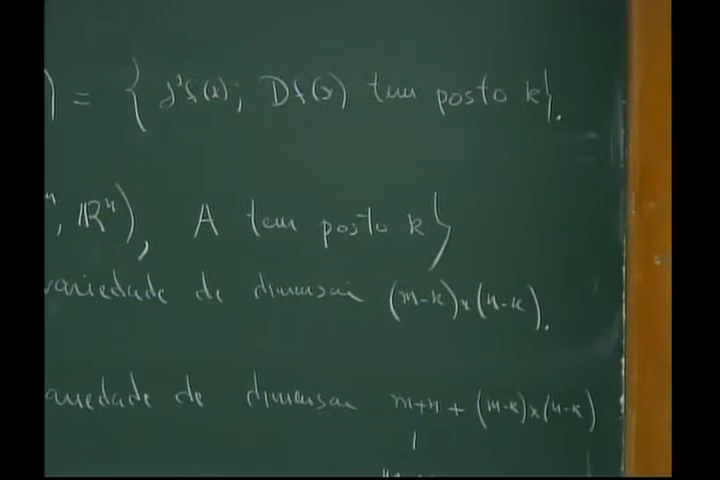 ) = { j¹f(x); Df(x) tem posto k}.
, ℝⁿ), A tem posto k}
variedade de dimensão (m-k)×(n-k).
variedade de dimensão m+n + (m-k)×(n-k)